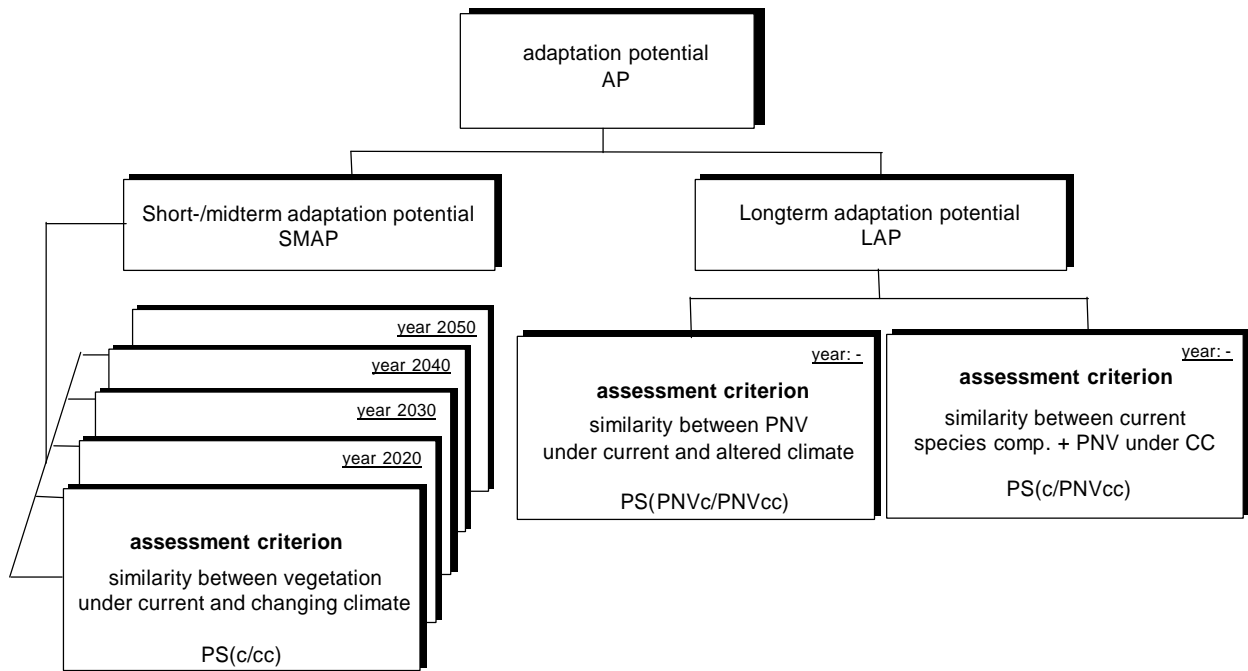 adaptation potential
AP
Short-/midterm adaptation potential
SMAP
Longterm adaptation potential
LAP
year 2050
year 2040
year 2030
year 2020
assessment criterion
similarity between vegetation
under current and changing climate
PS(c/cc)
year: -
assessment criterion
similarity between PNV
under current and altered climate
PS(PNVc/PNVcc)
year: -
assessment criterion
similarity between current
species comp. + PNV under CC
PS(c/PNVcc)